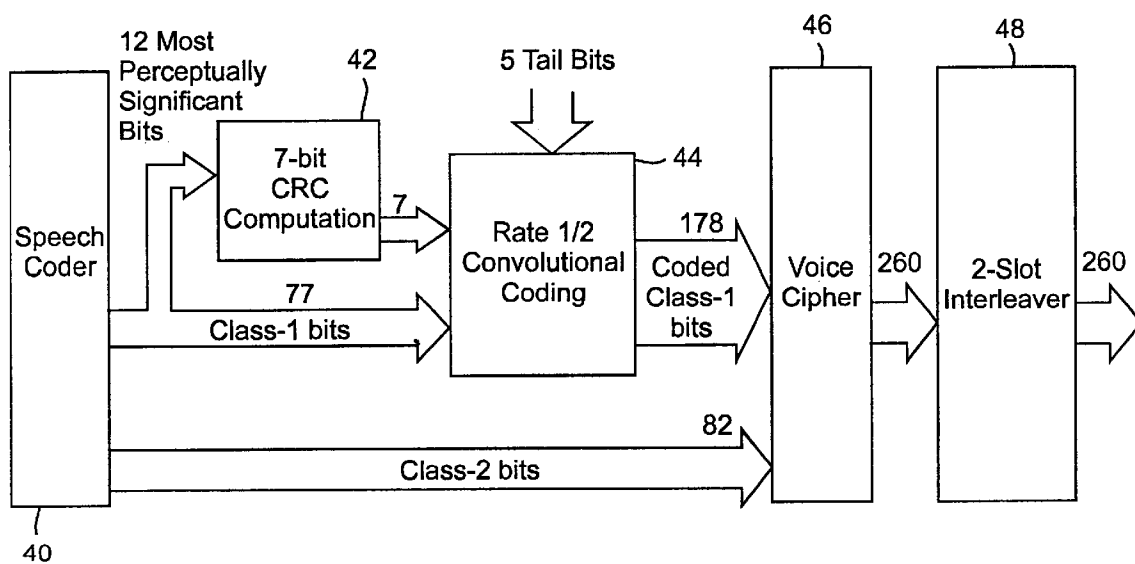 12 Most
Perceptually
Significant
Bits
42
5 Tail Bits
46
48
7-bit
CRC
Computation
7
44
Speech
Coder
Rate 1/2
Convolutional
Coding
178
Coded
Class-1
bits
Voice
Cipher
260
2-Slot
Interleaver
260
77
Class-1 bits
82
Class-2 bits
40